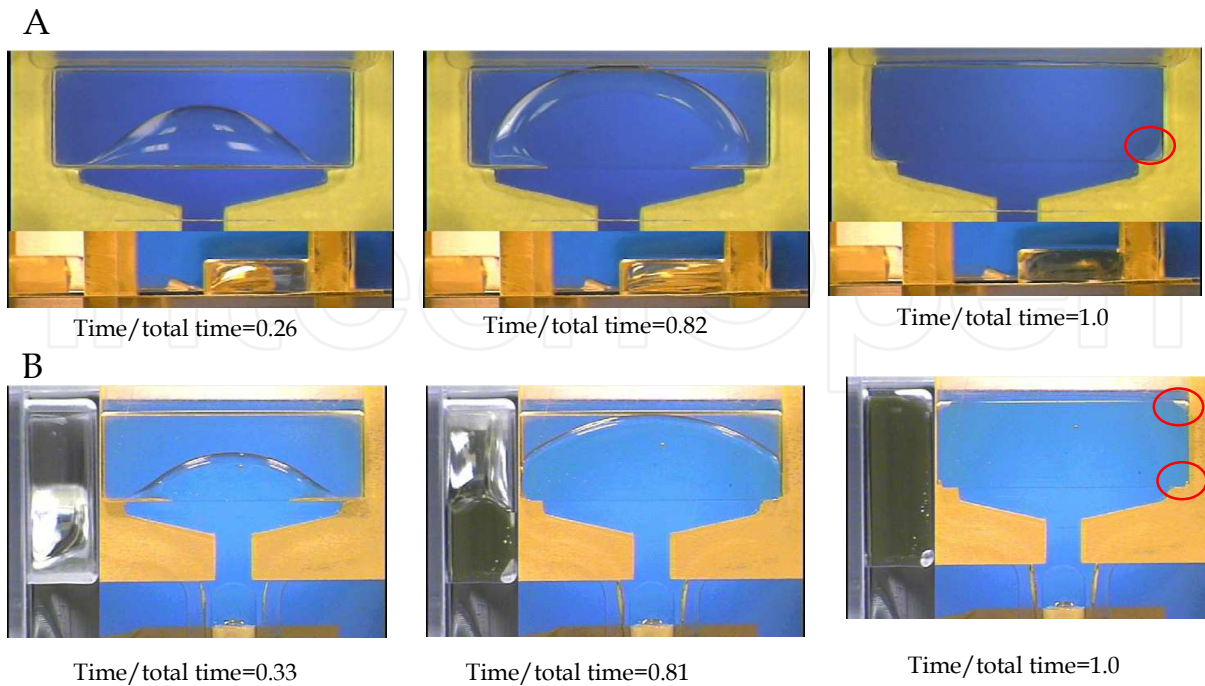 A
Time/total time=0.26
Time/total time=0.82
Time/total time=1.0
B
Time/total time=0.33
Time/total time=0.81
Time/total time=1.0